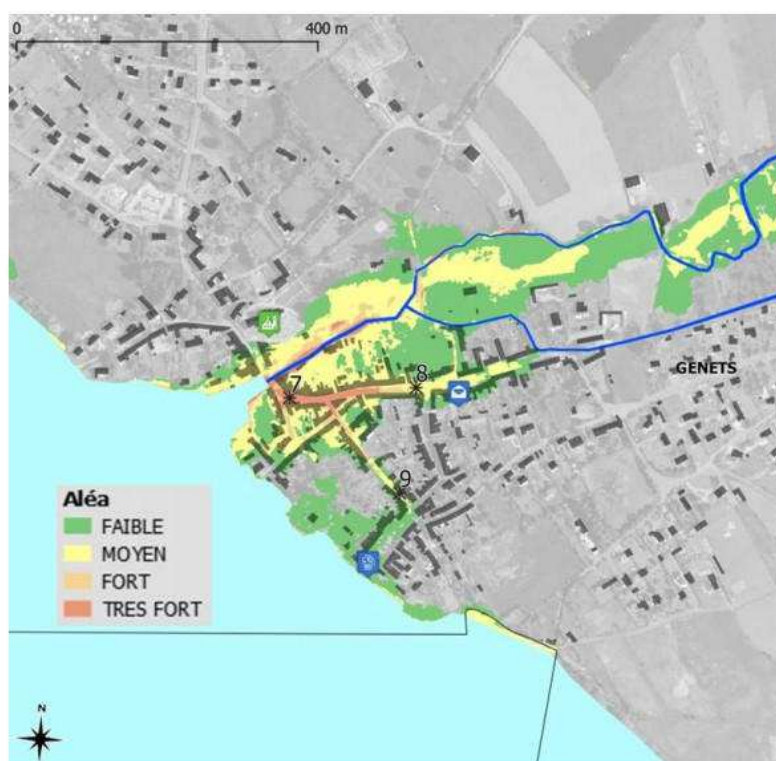 0 400 m
8
7
GENETS
9
Aléa
FAIBLE
MOYEN
FORT
TRES FORT
N